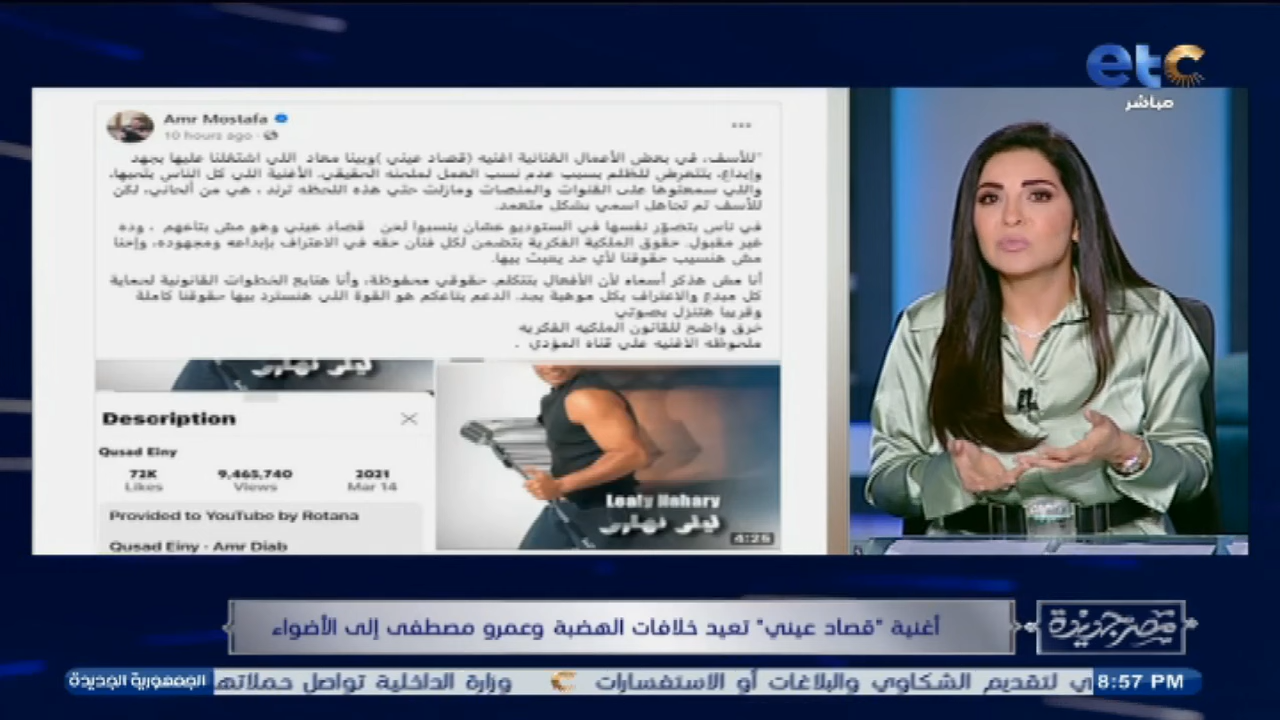 etc
مباشر
Amr Mostafa
10 hours ago
"للأسف، في بعض الأعمال الفنانية اغنيه (قصاد عيني )وبينا معاد اللي اشتغلنا عليها بجهد
وإبداع، بتتعرض للظلم بسبب عدم نسب العمل لملحنه الحقيقي. الأغنية اللي كل الناس بتحبها،
واللي سمعتوها على القنوات والمنصات ومازلت حتي هذه اللحظه ترند ، هي من ألحاني، لكن
للأسف تم تجاهل اسمي بشكل متعمد.
في ناس بتصوّر نفسها في الستوديو عشان ينسبوا لحن قصاد عيني وهو مش بتاعهم ، وده
غير مقبول. حقوق الملكية الفكرية بتضمن لكل فنان حقه في الاعتراف بإبداعه ومجهوده، وإحنا
مش هنسيب حقوقنا لأي حد يعبث بيها.
أنا مش هذكر أسماء لأن الأفعال بتتكلم. حقوقي محفوظة، وأنا هتابع الخطوات القانونية لحماية
كل مبدع والاعتراف بكل موهبة بجد. الدعم بتاعكم هو القوة اللي هنسترد بيها حقوقنا كاملة
وقريبا هتنزل بصوتي
خرق واضح للقانون الملكيه الفكريه
ملحوظه الاغنيه علي قناه المؤدي .
ليلي نهاري
Description
Qusad Einy
72K 9,465,740 2021
Likes Views Mar 14
Provided to YouTube by Rotana
Qusad Einy · Amr Diab
Lealy Nahary
ليلي نهاري
4:25
أغنية "قصاد عيني" تعيد خلافات الهضبة وعمرو مصطفى إلى الأضواء
مصر جديدة
8:57 PM
ي لتقديم الشكاوي والبلاغات أو الاستفسارات
وزارة الداخلية تواصل حملاتها
الجمهورية الجديدة